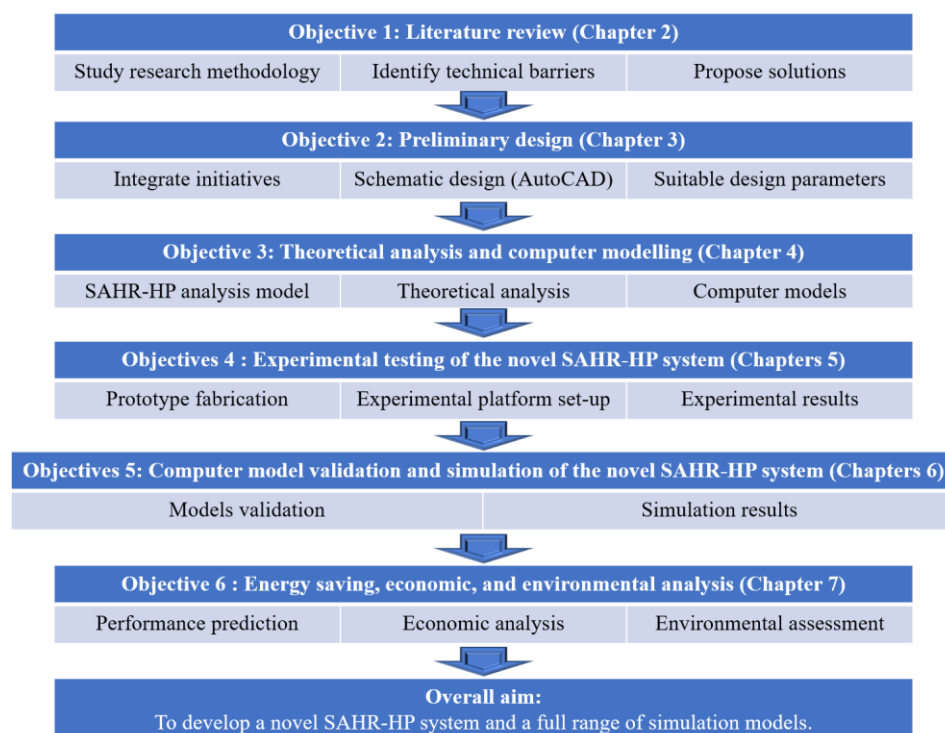 Objective 1: Literature review (Chapter 2)
Study research methodology Identify technical barriers Propose solutions
Objective 2: Preliminary design (Chapter 3)
Integrate initiatives Schematic design (AutoCAD) Suitable design parameters
Objective 3: Theoretical analysis and computer modelling (Chapter 4)
SAHR-HP analysis model Theoretical analysis Computer models
Objectives 4 : Experimental testing of the novel SAHR-HP system (Chapters 5)
Prototype fabrication Experimental platform set-up Experimental results
Objectives 5: Computer model validation and simulation of the novel SAHR-HP system (Chapters 6)
Models validation Simulation results
Objective 6 : Energy saving, economic, and environmental analysis (Chapter 7)
Performance prediction Economic analysis Environmental assessment
Overall aim:
To develop a novel SAHR-HP system and a full range of simulation models.